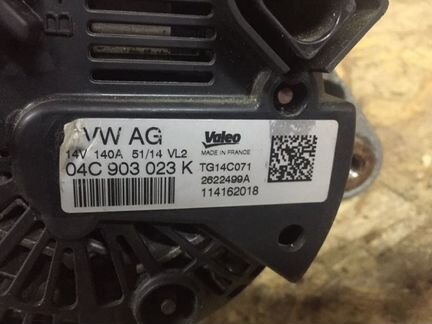 B-
VW AG
14V 140A 51/14 VL2
04C 903 023 K
Valeo
MADE IN FRANCE
TG14C071
2622499A
114162018